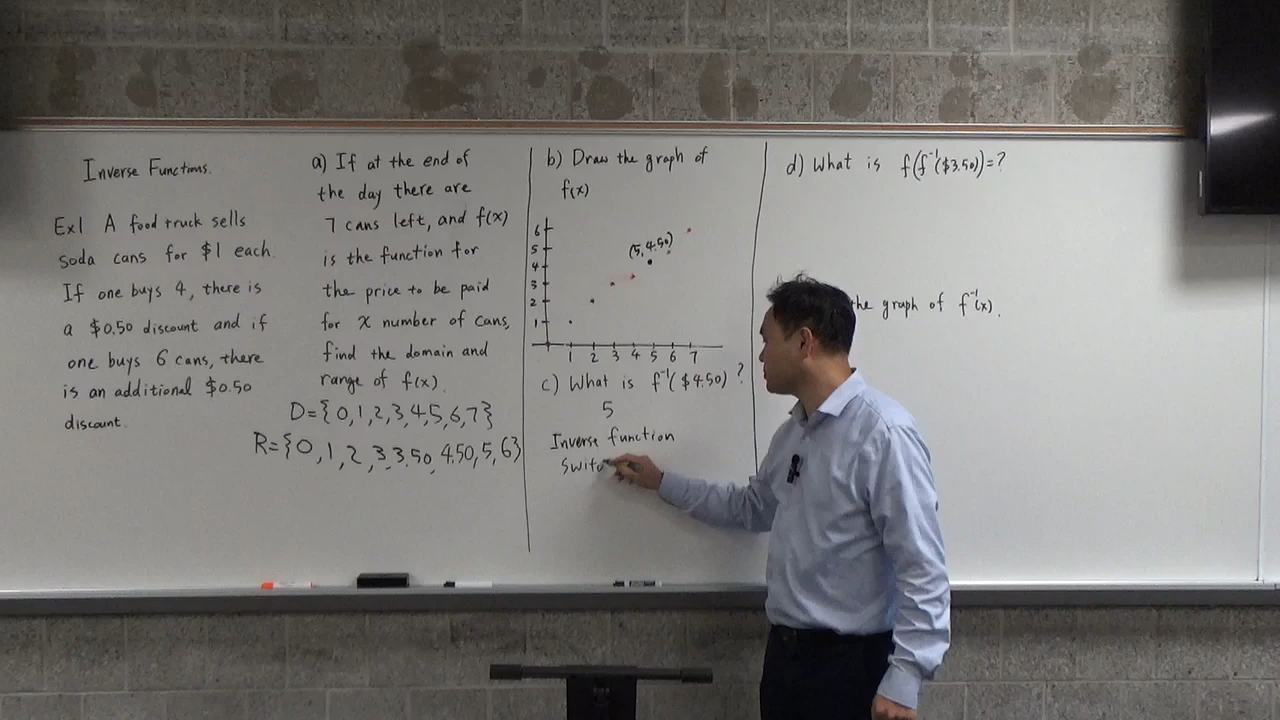 Inverse Functions.
Ex1 A food truck sells
soda cans for $1 each.
If one buys 4, there is
a $0.50 discount and if
one buys 6 cans, there
is an additional $0.50
discount.
a) If at the end of
the day there are
7 cans left, and f(x)
is the function for
the price to be paid
for x number of cans,
find the domain and
range of f(x).
D={0,1,2,3,4,5,6,7}
R={0,1,2,3,3.50,4.50,5,6}
b) Draw the graph of
f(x)
6
5
4
3
2
1
(5,4.50)
1 2 3 4 5 6 7
c) What is f⁻¹($4.50)?
5
Inverse function
switc
d) What is f(f⁻¹($3.50))=?
the graph of f⁻¹(x).